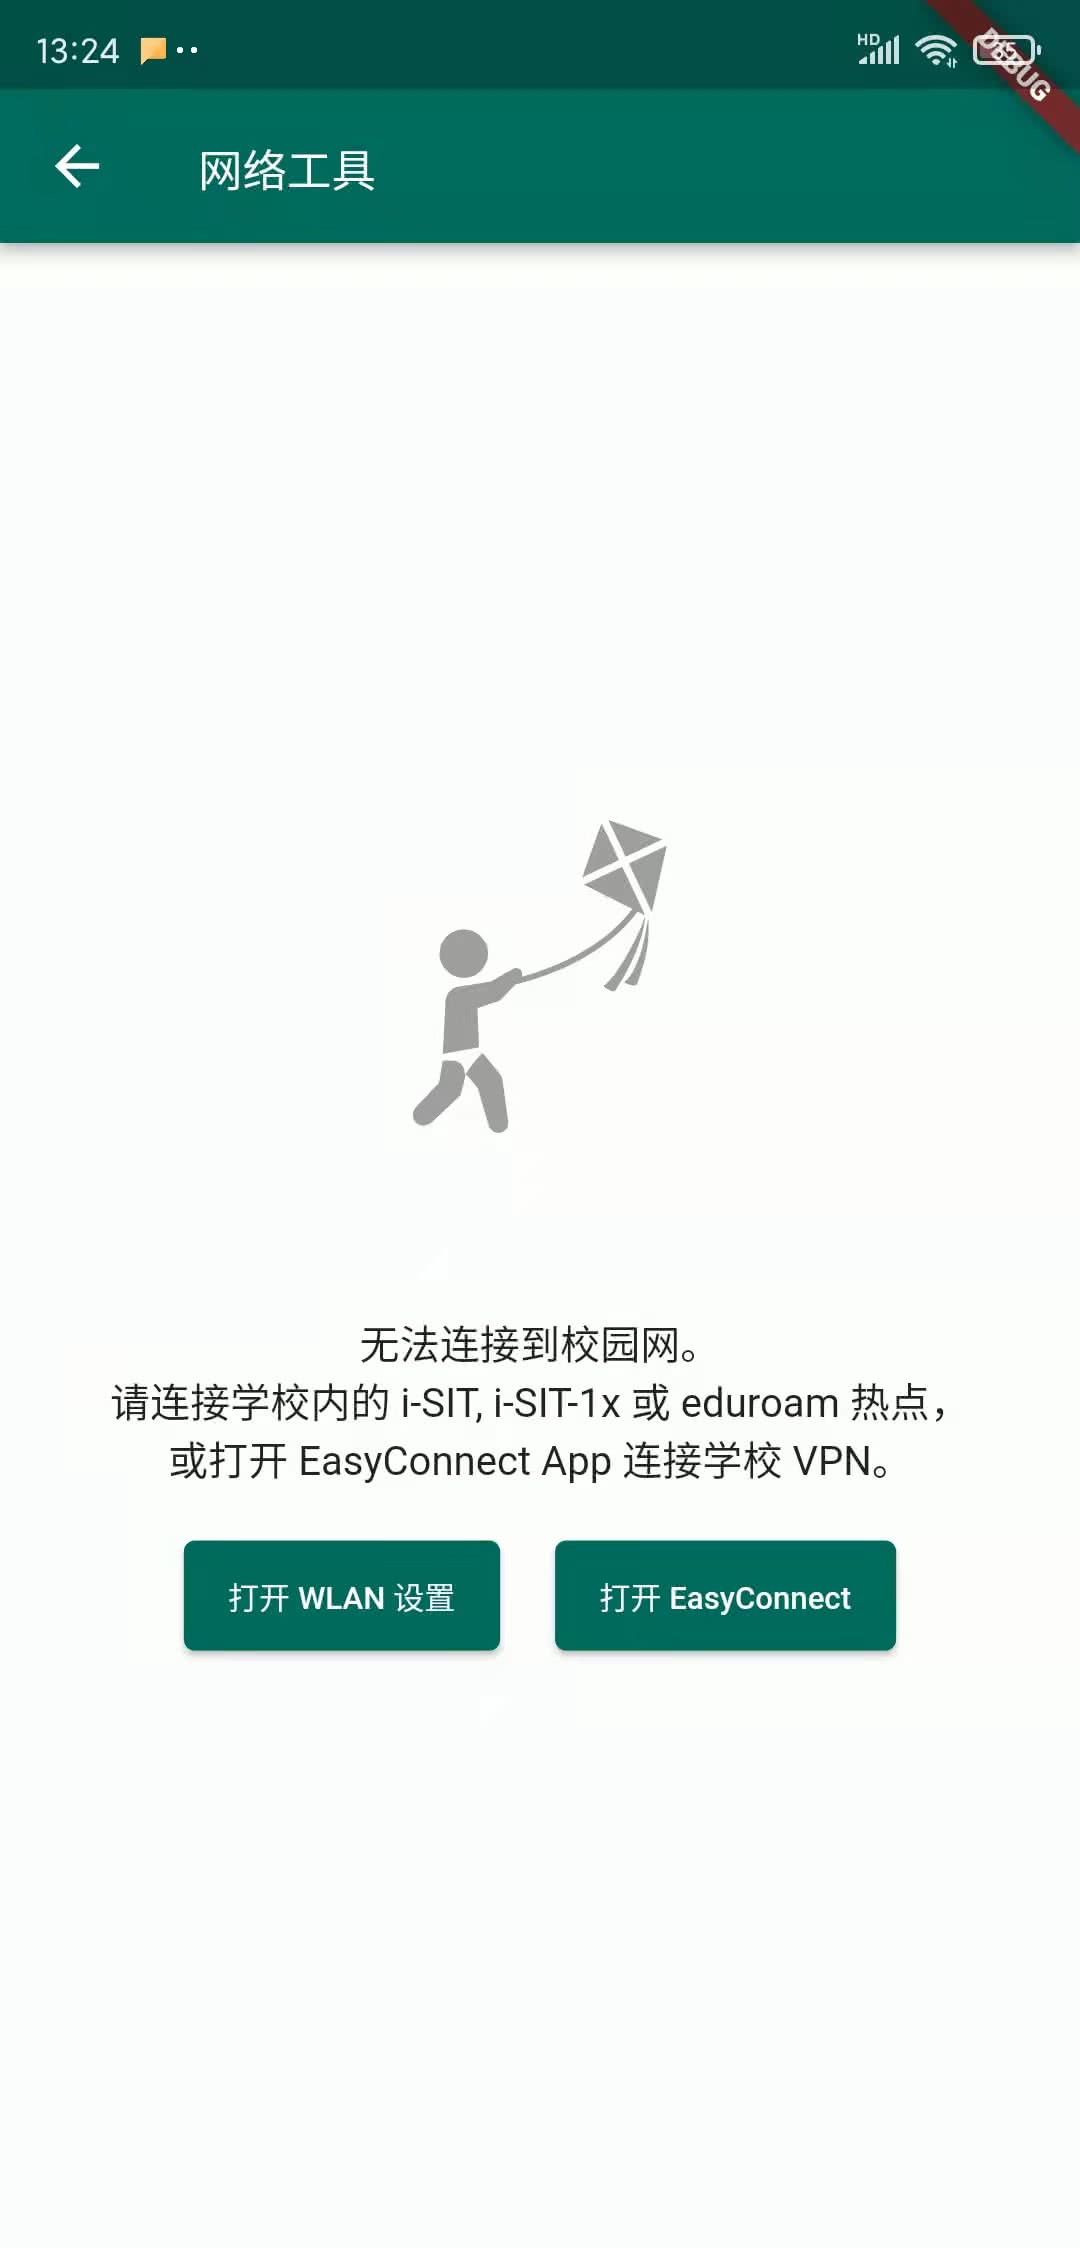 13:24
HD
DEBUG
网络工具
无法连接到校园网。
请连接学校内的 i-SIT, i-SIT-1x 或 eduroam 热点，
或打开 EasyConnect App 连接学校 VPN。
打开 WLAN 设置
打开 EasyConnect